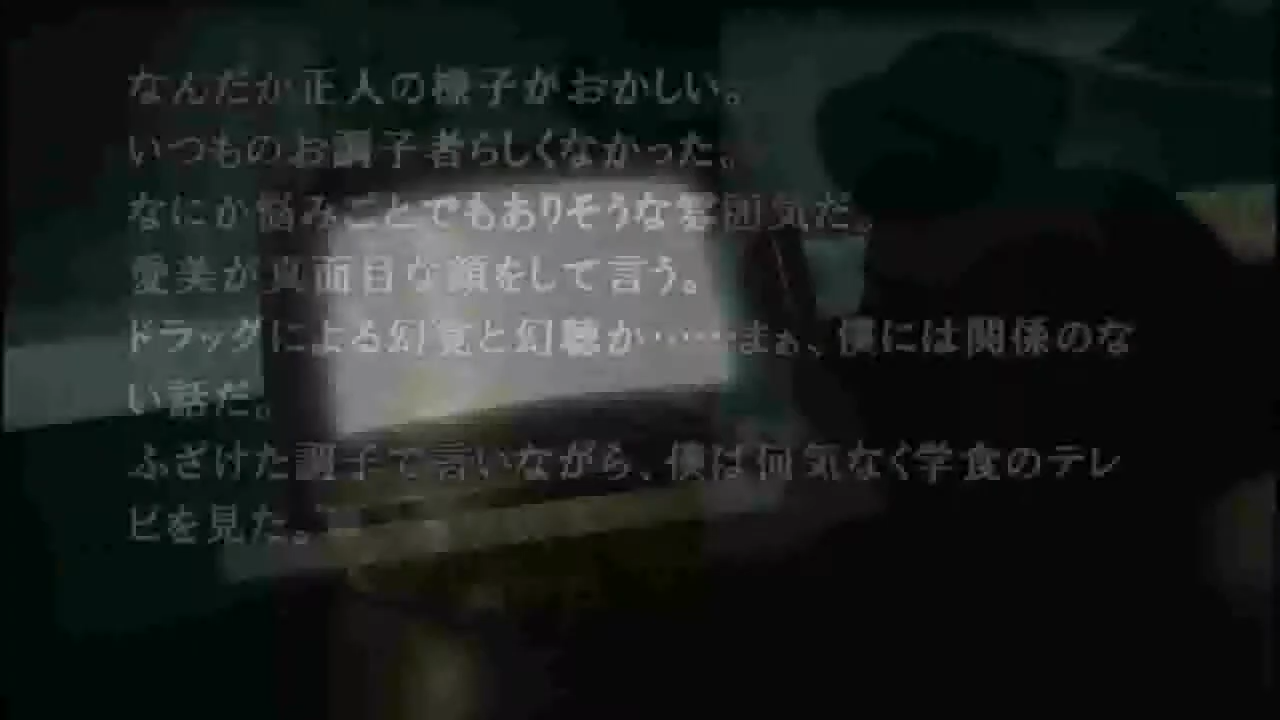 なんだか正人の様子がおかしい。
いつものお調子者らしくなかった。
なにか悩みごとでもありそうな雰囲気だ。
愛美が真面目な顔をして言う。
ドラッグによる幻覚と幻聴か……まぁ、僕には関係のな
い話だ。
ふざけた調子で言いながら、僕は何気なく学食のテレ
ビを見た。